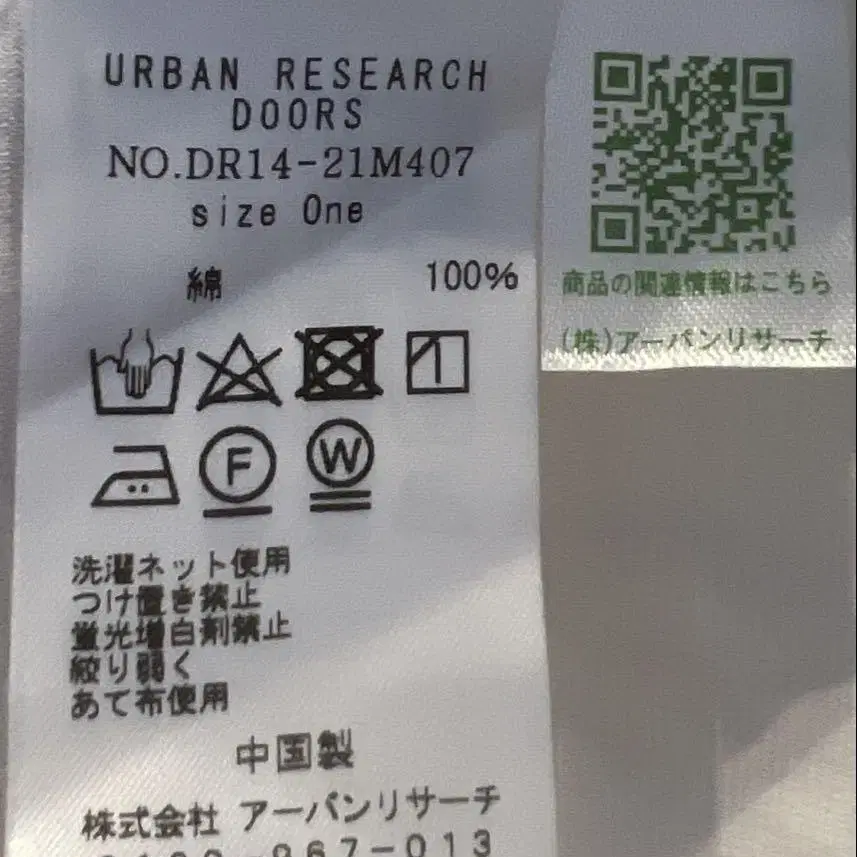 URBAN RESEARCH
DOORS
NO.DR14-21M407
size One
綿 100%
F
W
洗濯ネット使用
つけ置き禁止
蛍光増白剤禁止
絞り弱く
あて布使用
中国製
株式会社 アーバンリサーチ
-967-013
商品の関連情報はこちら
(株)アーバンリサーチ